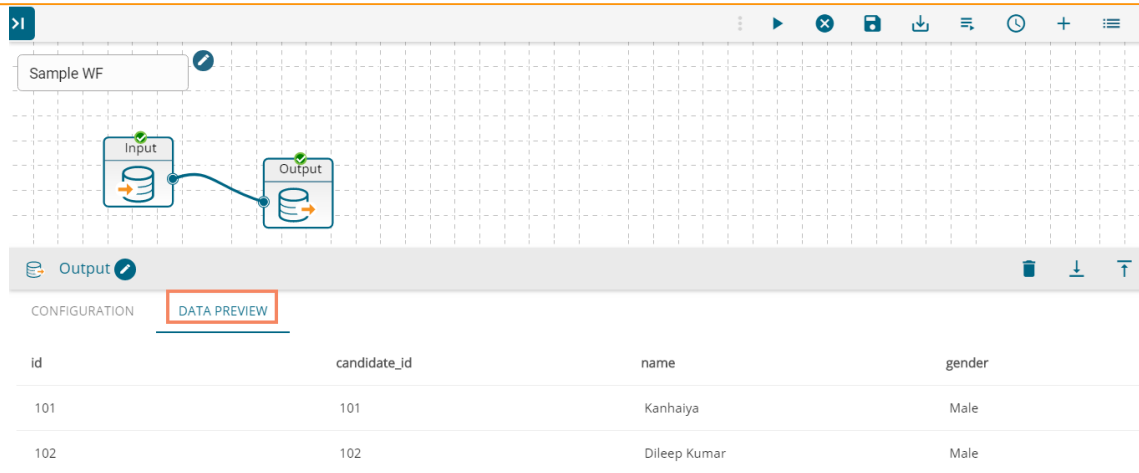 Sample WF
Input
Output
Output
CONFIGURATION DATA PREVIEW
id candidate_id name gender
101 101 Kanhaiya Male
102 102 Dileep Kumar Male